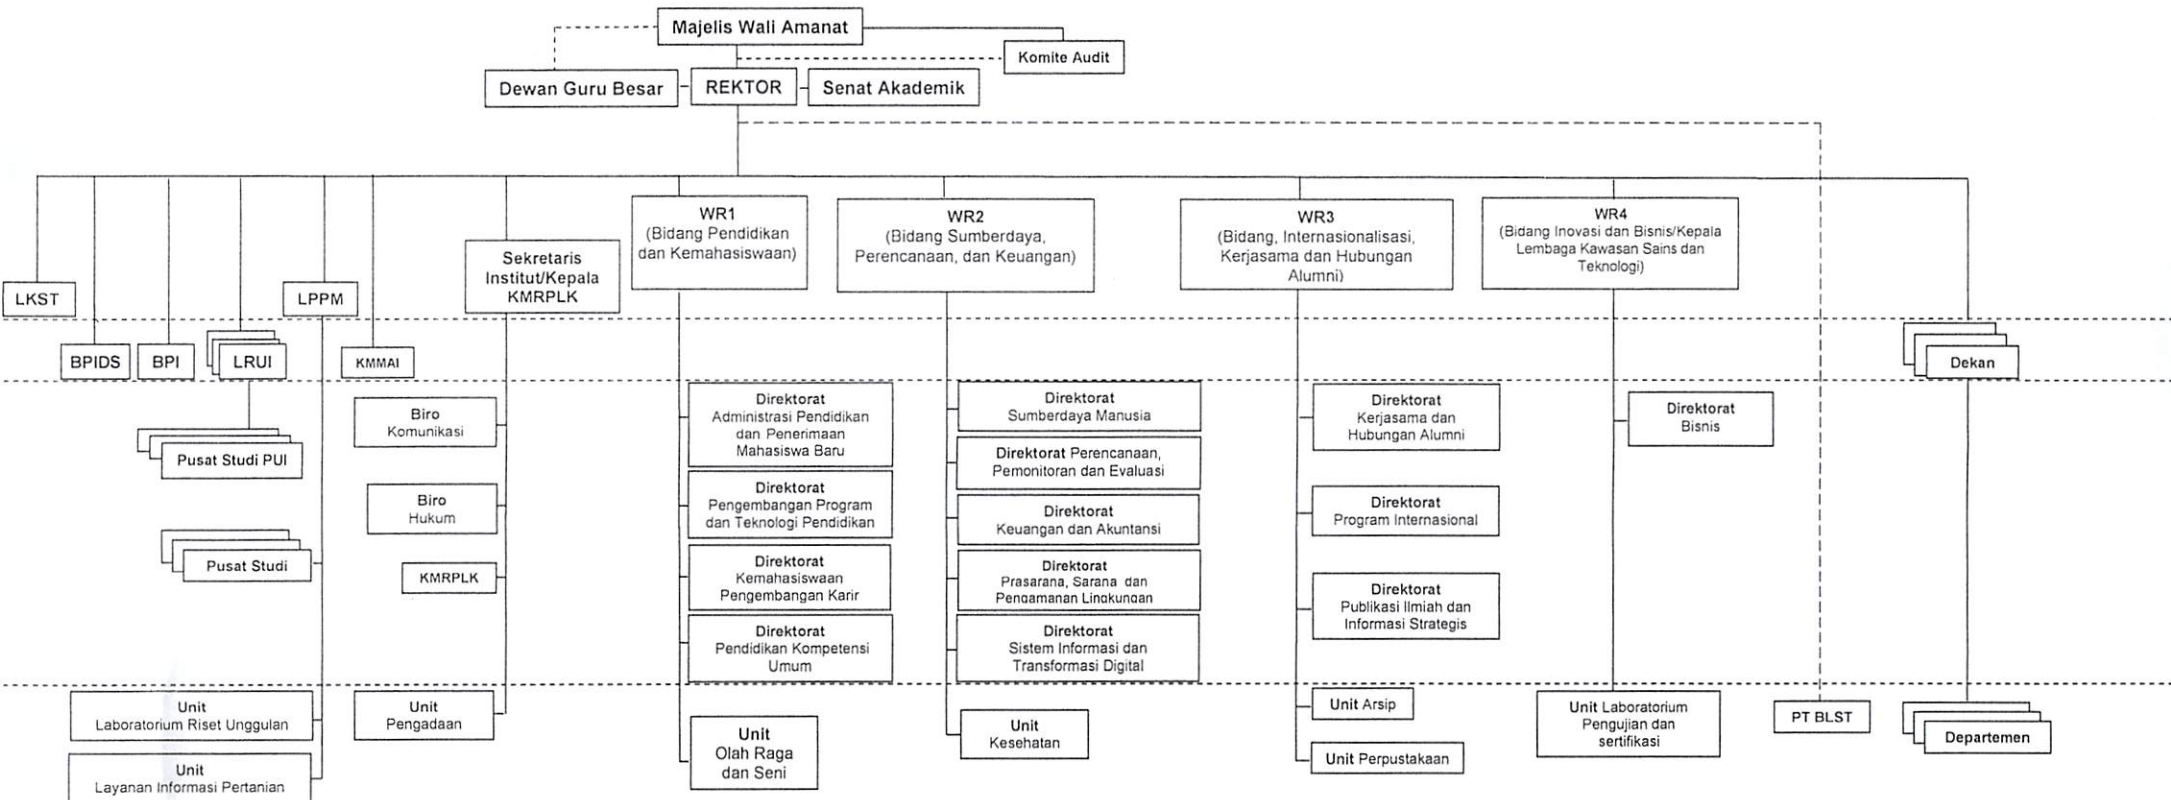 Majelis Wali Amanat
Komite Audit
Dewan Guru Besar
REKTOR
Senat Akademik
LKST
BPIDS
BPI
LRUI
LPPM
KMMAI
Sekretaris
Institut/Kepala
KMRPLK
WR1
(Bidang Pendidikan
dan Kemahasiswaan)
WR2
(Bidang Sumberdaya,
Perencanaan, dan Keuangan)
WR3
(Bidang, Internasionalisasi,
Kerjasama dan Hubungan
Alumni)
WR4
(Bidang Inovasi dan Bisnis/Kepala
Lembaga Kawasan Sains dan
Teknologi)
Dekan
Pusat Studi PUI
Pusat Studi
Unit
Laboratorium Riset Unggulan
Unit
Layanan Informasi Pertanian
Biro
Komunikasi
Biro
Hukum
KMRPLK
Unit
Pengadaan
Direktorat
Administrasi Pendidikan
dan Penerimaan
Mahasiswa Baru
Direktorat
Pengembangan Program
dan Teknologi Pendidikan
Direktorat
Kemahasiswaan
Pengembangan Karir
Direktorat
Pendidikan Kompetensi
Umum
Unit
Olah Raga
dan Seni
Direktorat
Sumberdaya Manusia
Direktorat Perencanaan,
Pemonitoran dan Evaluasi
Direktorat
Keuangan dan Akuntansi
Direktorat
Prasarana, Sarana dan
Pengamanan Lingkungan
Direktorat
Sistem Informasi dan
Transformasi Digital
Unit
Kesehatan
Direktorat
Kerjasama dan
Hubungan Alumni
Direktorat
Program Internasional
Direktorat
Publikasi Ilmiah dan
Informasi Strategis
Unit Arsip
Unit Perpustakaan
Direktorat
Bisnis
Unit Laboratorium
Pengujian dan
sertifikasi
PT BLST
Departemen